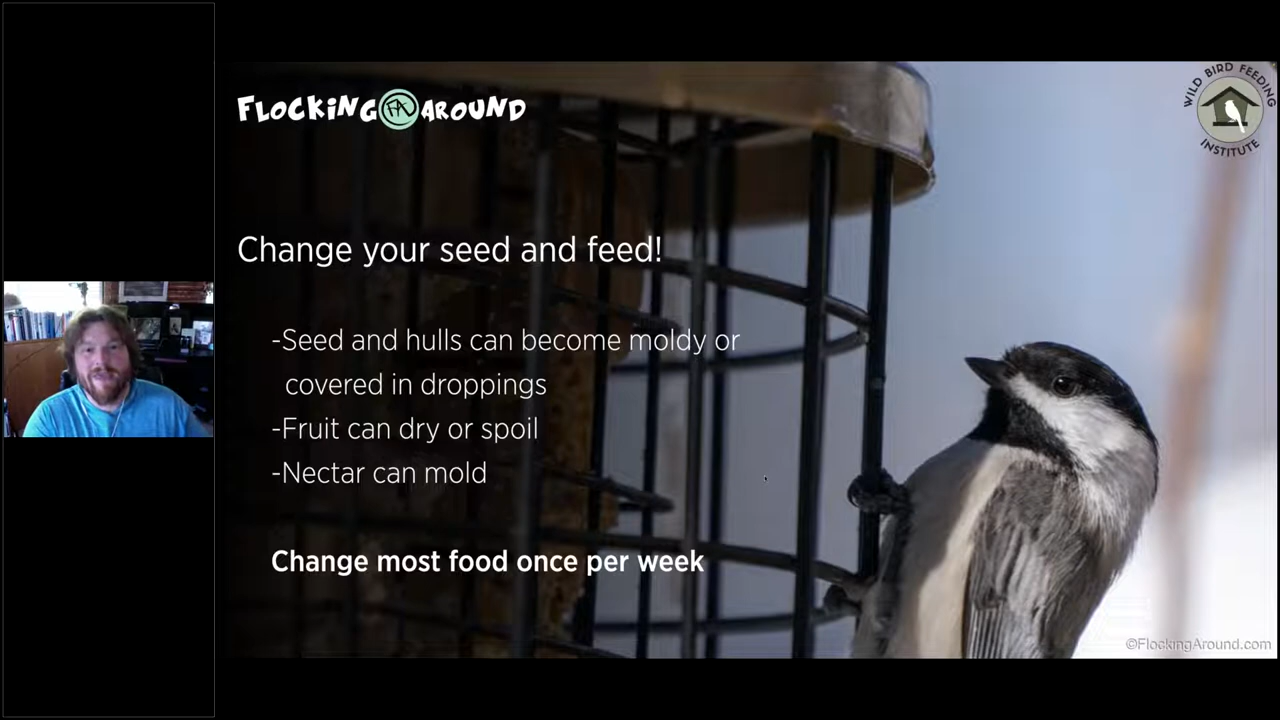 FLOCKING FA AROUND
WILD BIRD FEEDING
INSTITUTE
Change your seed and feed!
-Seed and hulls can become moldy or
covered in droppings
-Fruit can dry or spoil
-Nectar can mold
Change most food once per week
©FlockingAround.com